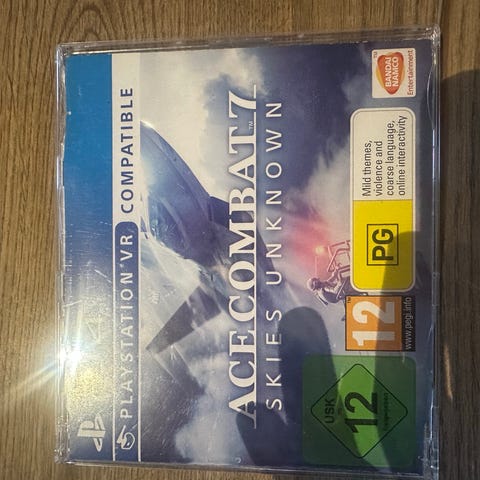 PLAYSTATION®VR COMPATIBLE
BANDAI
NAMCO
Entertainment
ACE COMBAT™ 7
SKIES UNKNOWN
USK
12
12
www.pegi.info
PG
Mild themes,
violence and
coarse language,
online interactivity